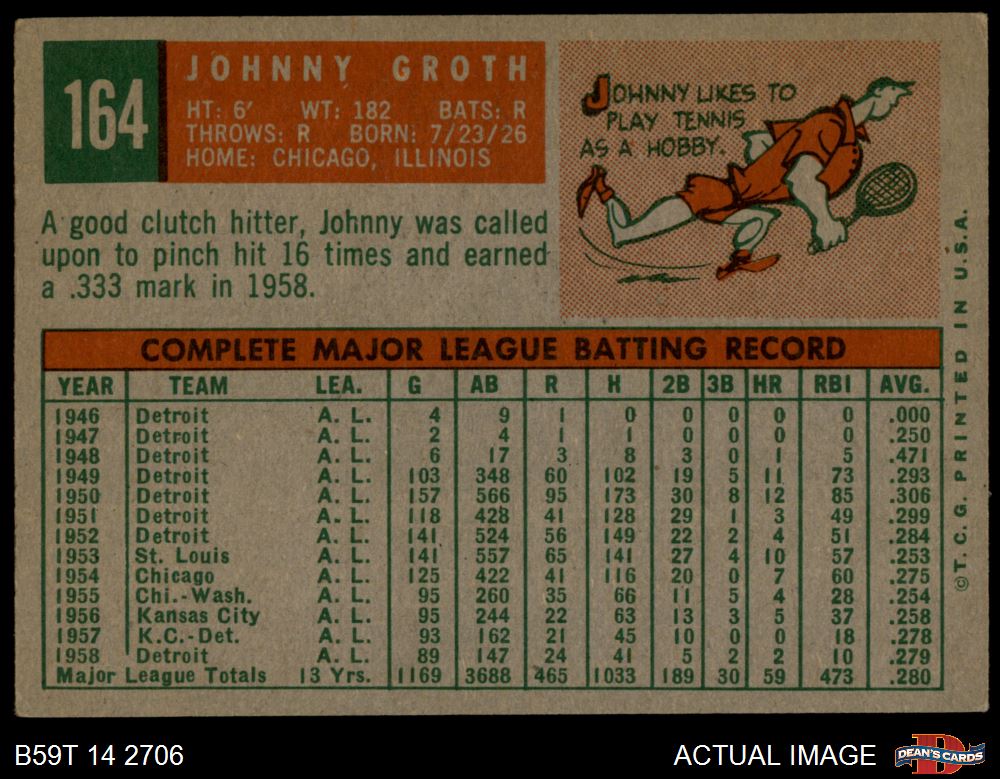 164
JOHNNY GROTH
HT: 6' WT: 182 BATS: R
THROWS: R BORN: 7/23/26
HOME: CHICAGO, ILLINOIS
JOHNNY LIKES TO
PLAY TENNIS
AS A HOBBY.
A good clutch hitter, Johnny was called
upon to pinch hit 16 times and earned
a .333 mark in 1958.
COMPLETE MAJOR LEAGUE BATTING RECORD
YEAR TEAM LEA. G AB R H 2B 3B HR RBI AVG.
1946 Detroit A. L. 4 9 1 0 0 0 0 0 .000
1947 Detroit A. L. 2 4 1 1 0 0 0 0 .250
1948 Detroit A. L. 6 17 3 8 3 0 1 5 .471
1949 Detroit A. L. 103 348 60 102 19 5 11 73 .293
1950 Detroit A. L. 157 566 95 173 30 8 12 85 .306
1951 Detroit A. L. 118 428 41 128 29 1 3 49 .299
1952 Detroit A. L. 141 524 56 149 22 2 4 51 .284
1953 St. Louis A. L. 141 557 65 141 27 4 10 57 .253
1954 Chicago A. L. 125 422 41 116 20 0 7 60 .275
1955 Chi.-Wash. A. L. 95 260 35 66 11 5 4 28 .254
1956 Kansas City A. L. 95 244 22 63 13 3 5 37 .258
1957 K.C.-Det. A. L. 93 162 21 45 10 0 0 18 .278
1958 Detroit A. L. 89 147 24 41 5 2 2 10 .279
Major League Totals 13 Yrs. 1169 3688 465 1033 189 30 59 473 .280
©T. C. G. PRINTED IN U.S.A.
B59T 14 2706
ACTUAL IMAGE
D
DEAN'S CARDS